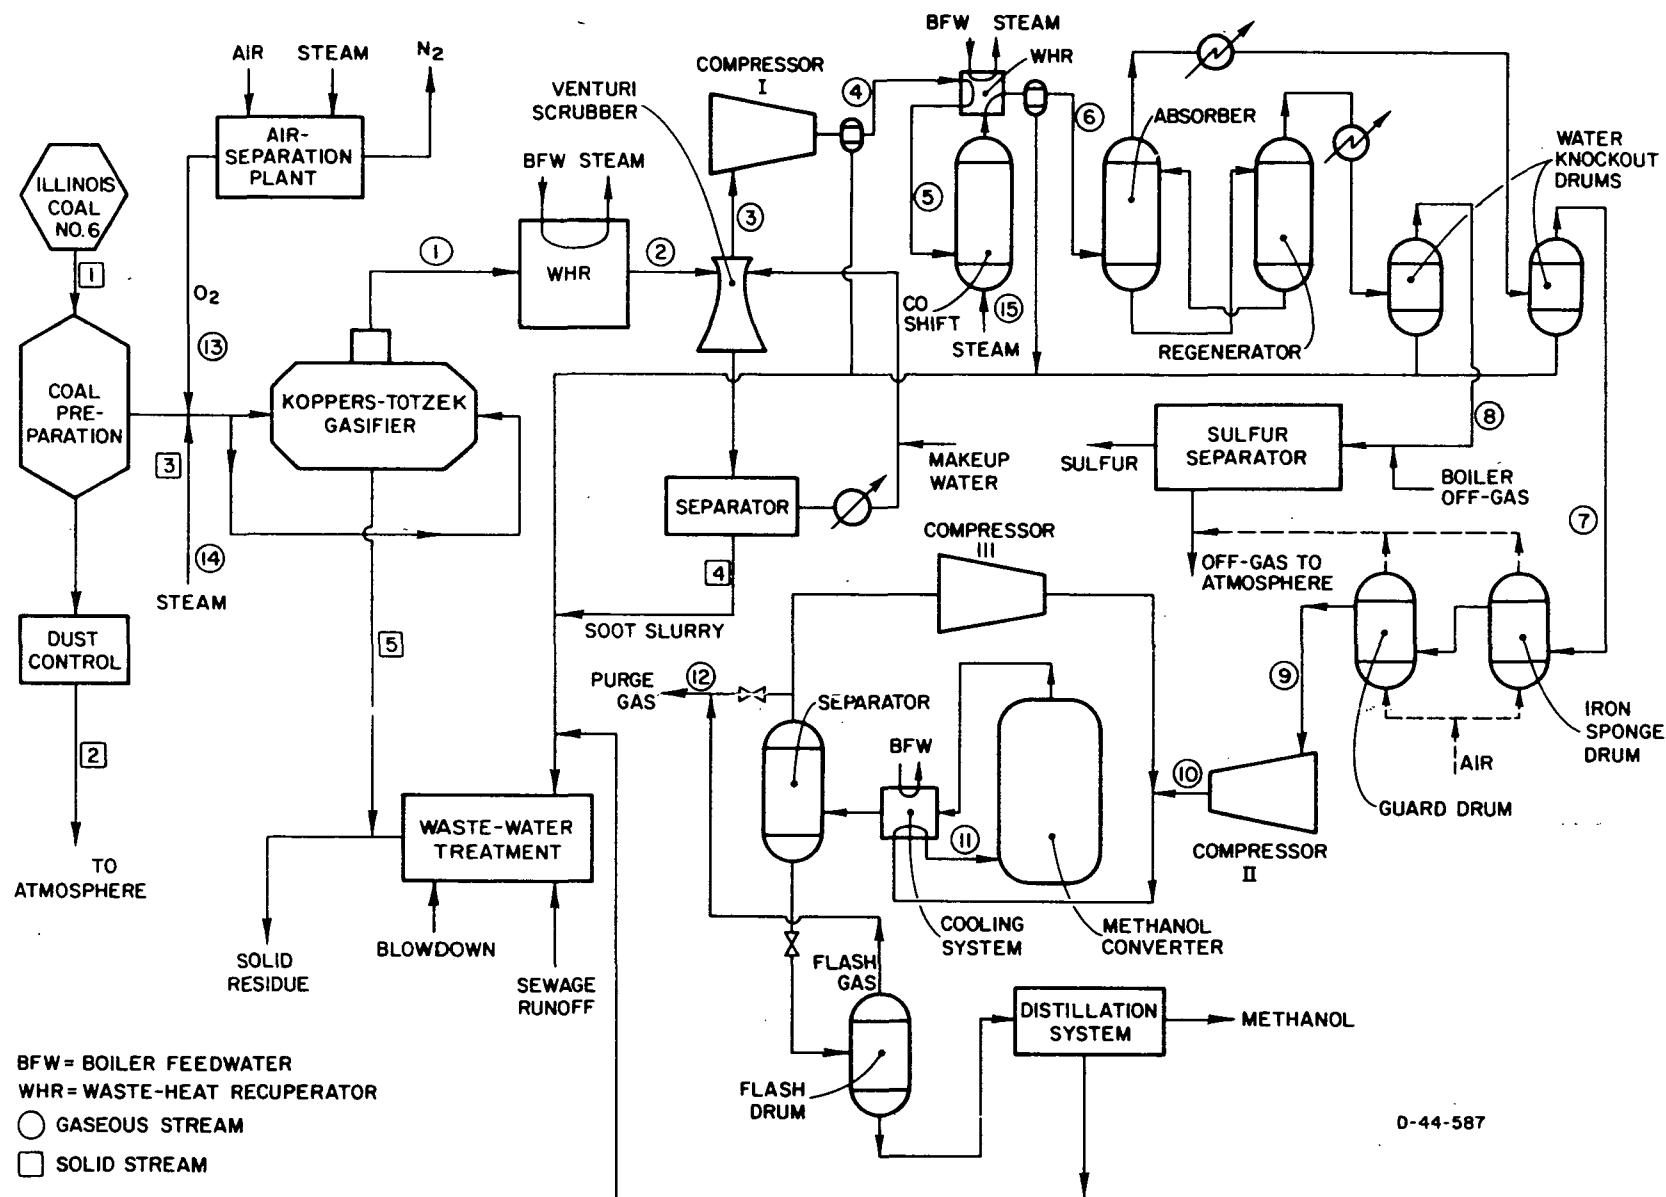 BFW STEAM
WHR
COMPRESSOR
I
4
AIR STEAM N2
VENTURI
SCRUBBER
6
ABSORBER
WATER
KNOCKOUT
DRUMS
AIR-
SEPARATION
PLANT
BFW STEAM
ILLINOIS
COAL
NO. 6
5
3
1
2
WHR
1
O2
CO
SHIFT
15
STEAM
REGENERATOR
13
COAL
PRE-
PARATION
KOPPERS-TOTZEK
GASIFIER
8
SULFUR
SEPARATOR
SULFUR
MAKEUP
WATER
3
BOILER
OFF-GAS
SEPARATOR
7
COMPRESSOR
III
14
STEAM
4
OFF-GAS TO
ATMOSPHERE
SOOT SLURRY
DUST
CONTROL
5
PURGE
GAS
12
SEPARATOR
9
IRON
SPONGE
DRUM
2
BFW
10
AIR
GUARD DRUM
WASTE-WATER
TREATMENT
11
COMPRESSOR
II
TO
ATMOSPHERE
BLOWDOWN
COOLING
SYSTEM
METHANOL
CONVERTER
SOLID
RESIDUE
SEWAGE
RUNOFF
FLASH
GAS
DISTILLATION
SYSTEM
METHANOL
BFW = BOILER FEEDWATER
WHR = WASTE-HEAT RECUPERATOR
GASEOUS STREAM
SOLID STREAM
FLASH
DRUM
D-44-587